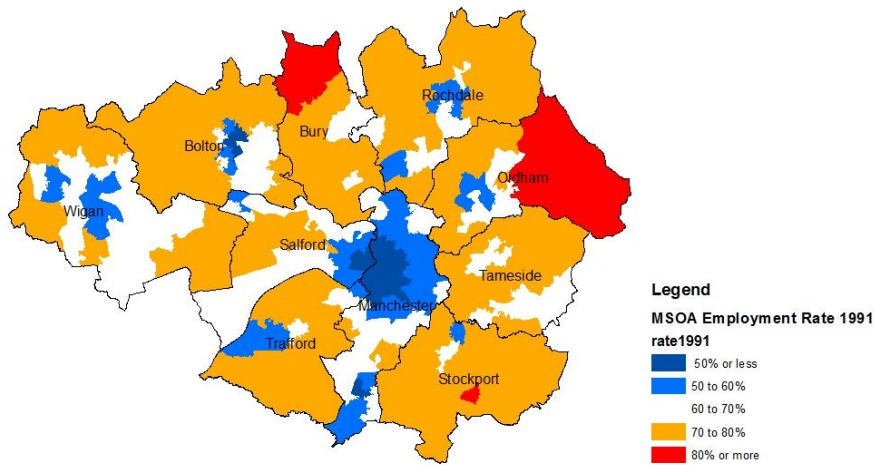 Rochdale
Bury
Bolton
Oldham
Wigan
Salford
Tameside
Manchester
Trafford
Stockport
Legend
MSOA Employment Rate 1991
rate1991
50% or less
50 to 60%
60 to 70%
70 to 80%
80% or more